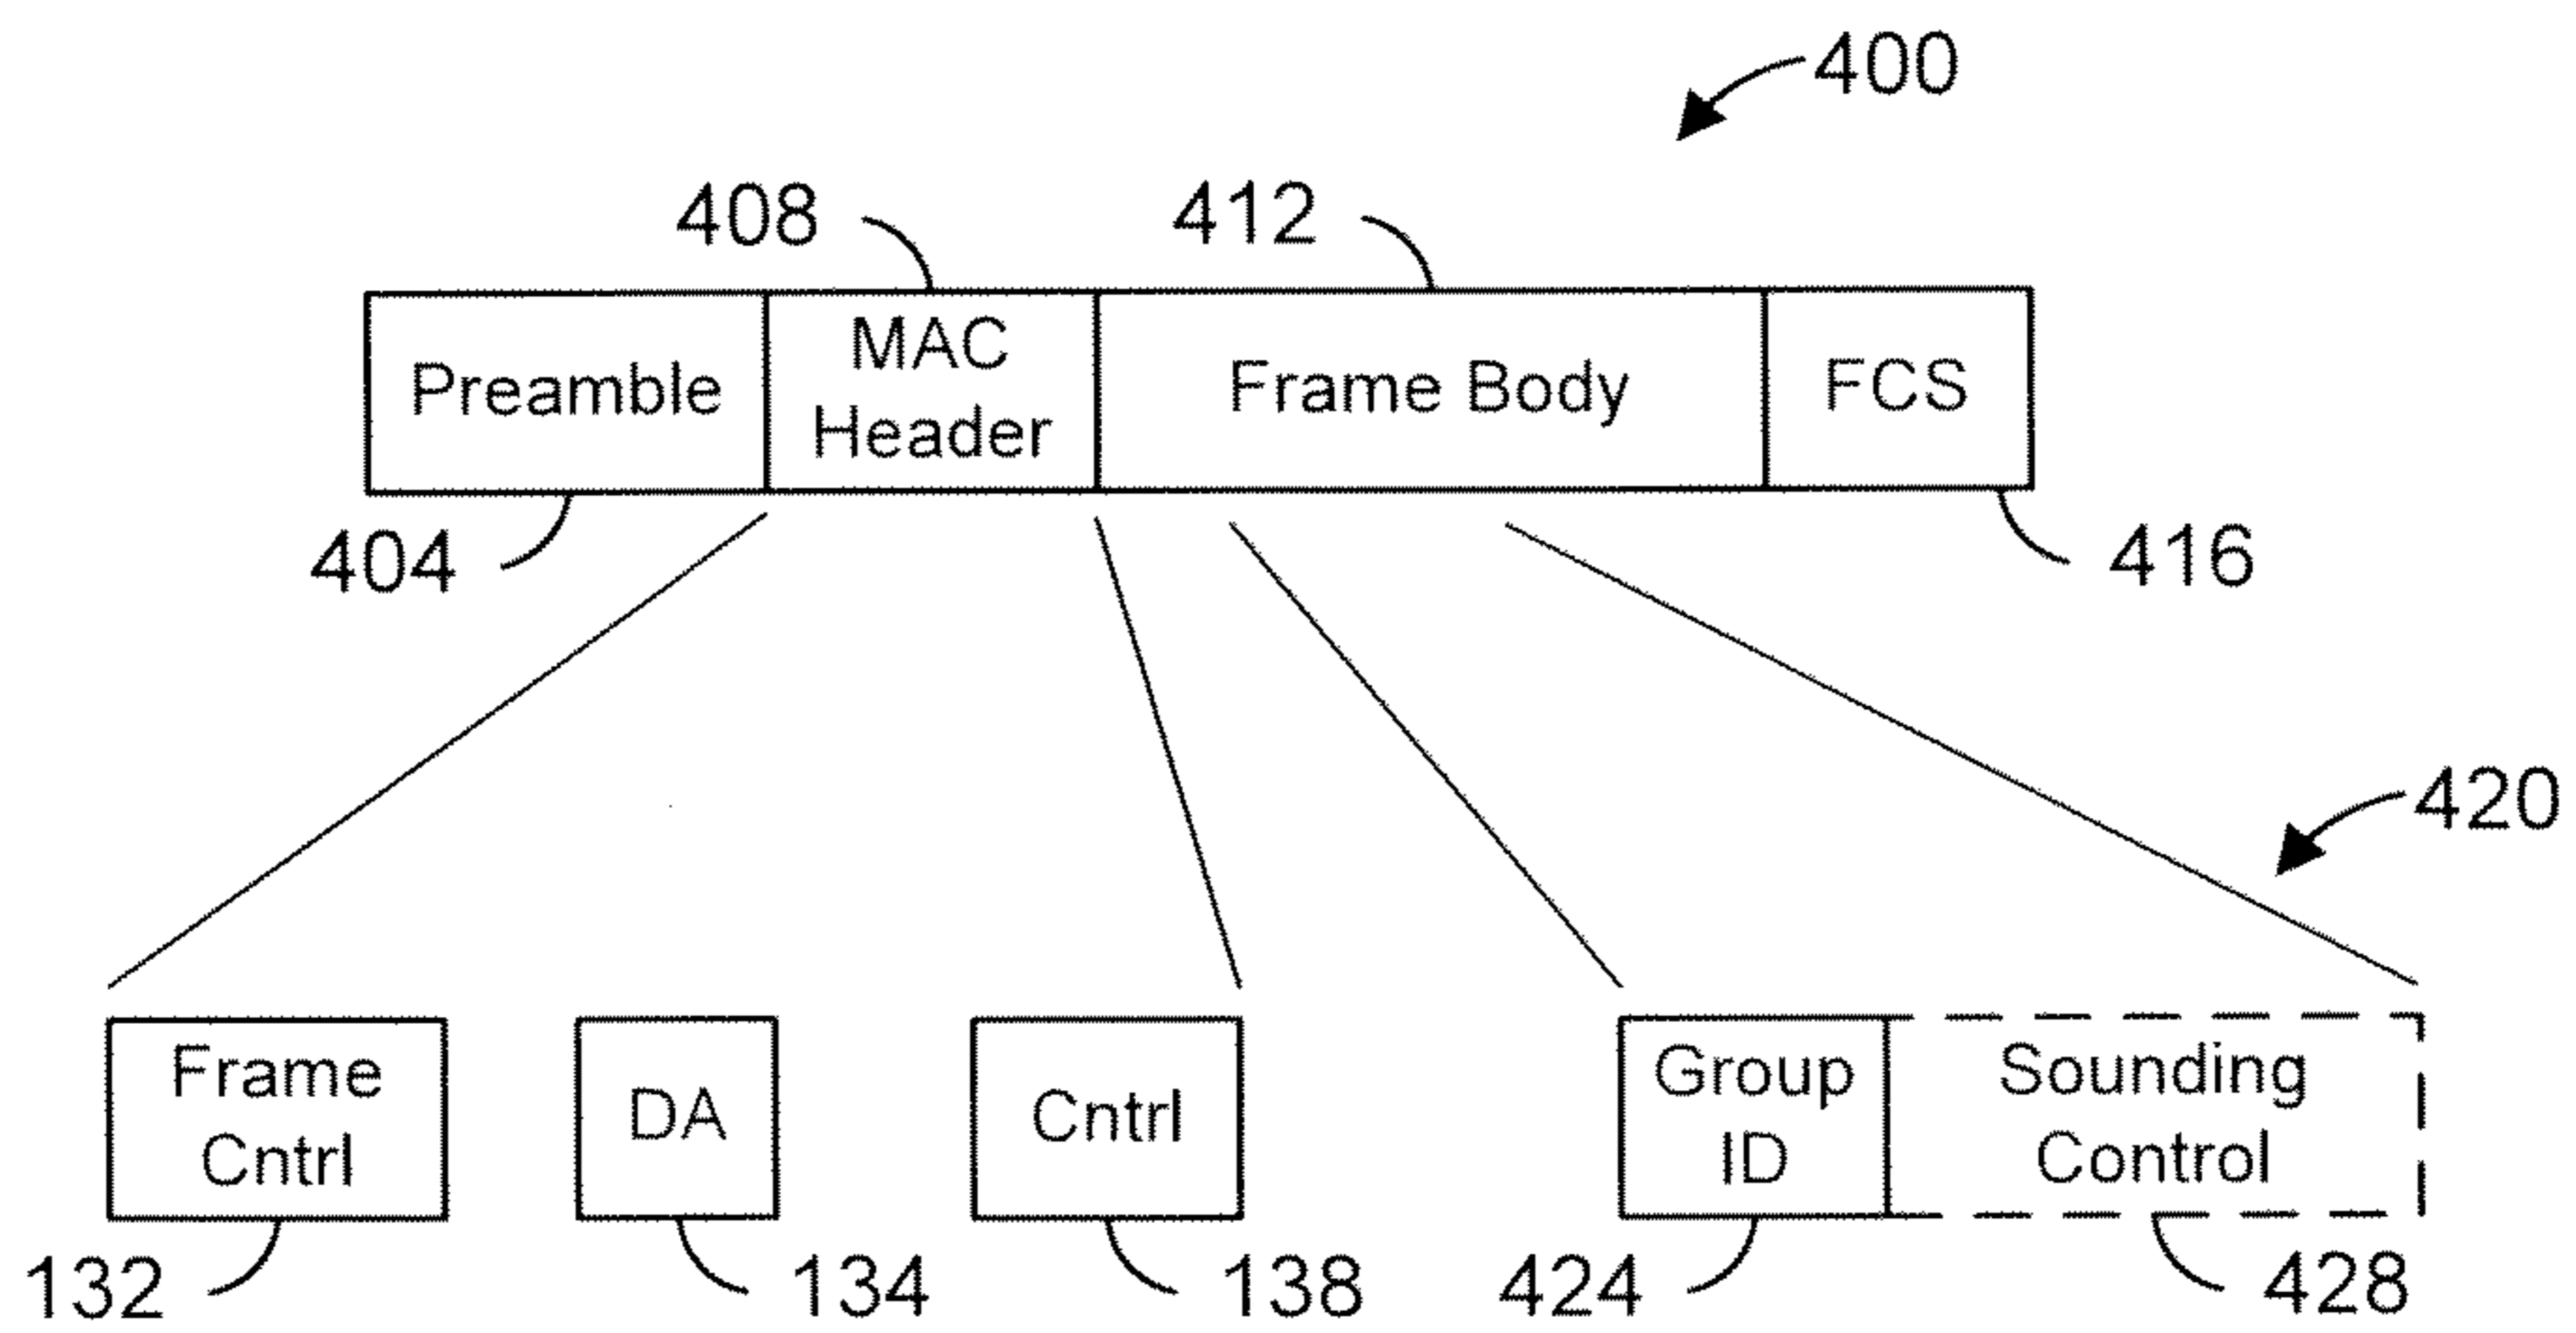 400
408
412
Preamble
MAC
Header
Frame Body
FCS
404
416
420
Frame
Cntrl
DA
Cntrl
Group
ID
Sounding
Control
132
134
138
424
428